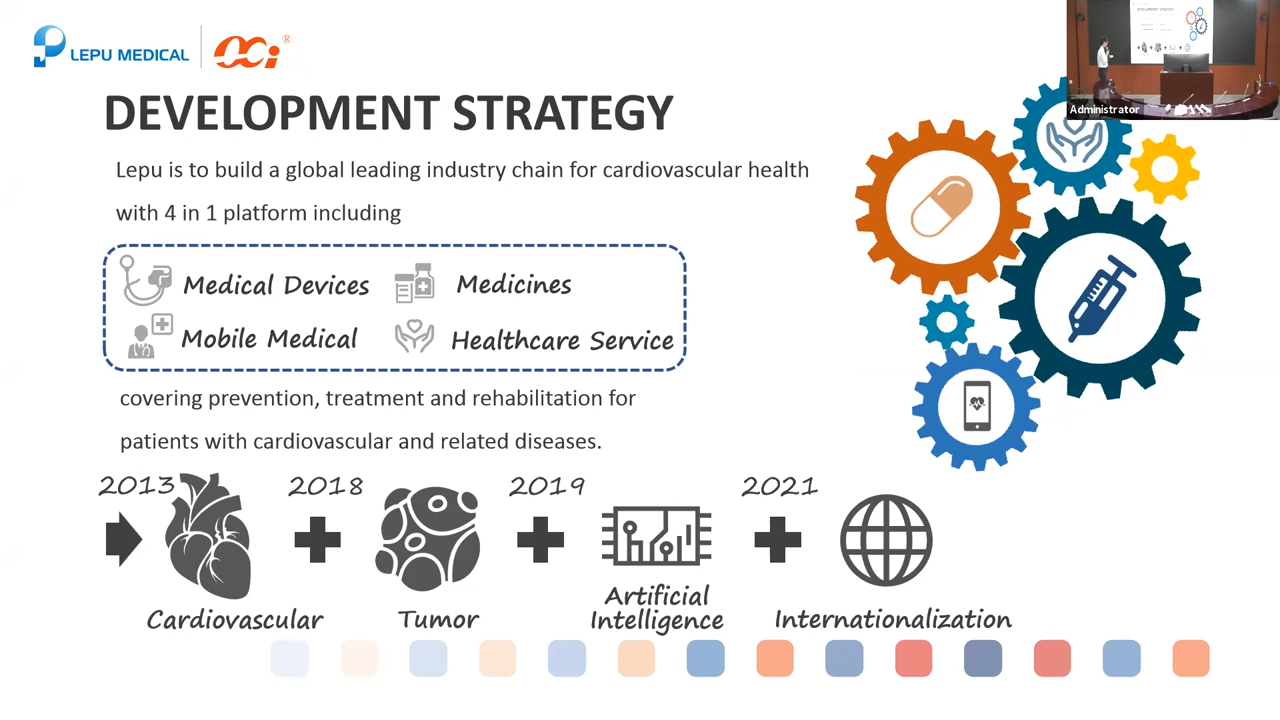 LEPU MEDICAL
OCi®
Administrator
DEVELOPMENT STRATEGY
Lepu is to build a global leading industry chain for cardiovascular health
with 4 in 1 platform including
Medical Devices
Medicines
Mobile Medical
Healthcare Service
covering prevention, treatment and rehabilitation for
patients with cardiovascular and related diseases.
2013
2018
2019
2021
Cardiovascular
Tumor
Artificial
Intelligence
Internationalization